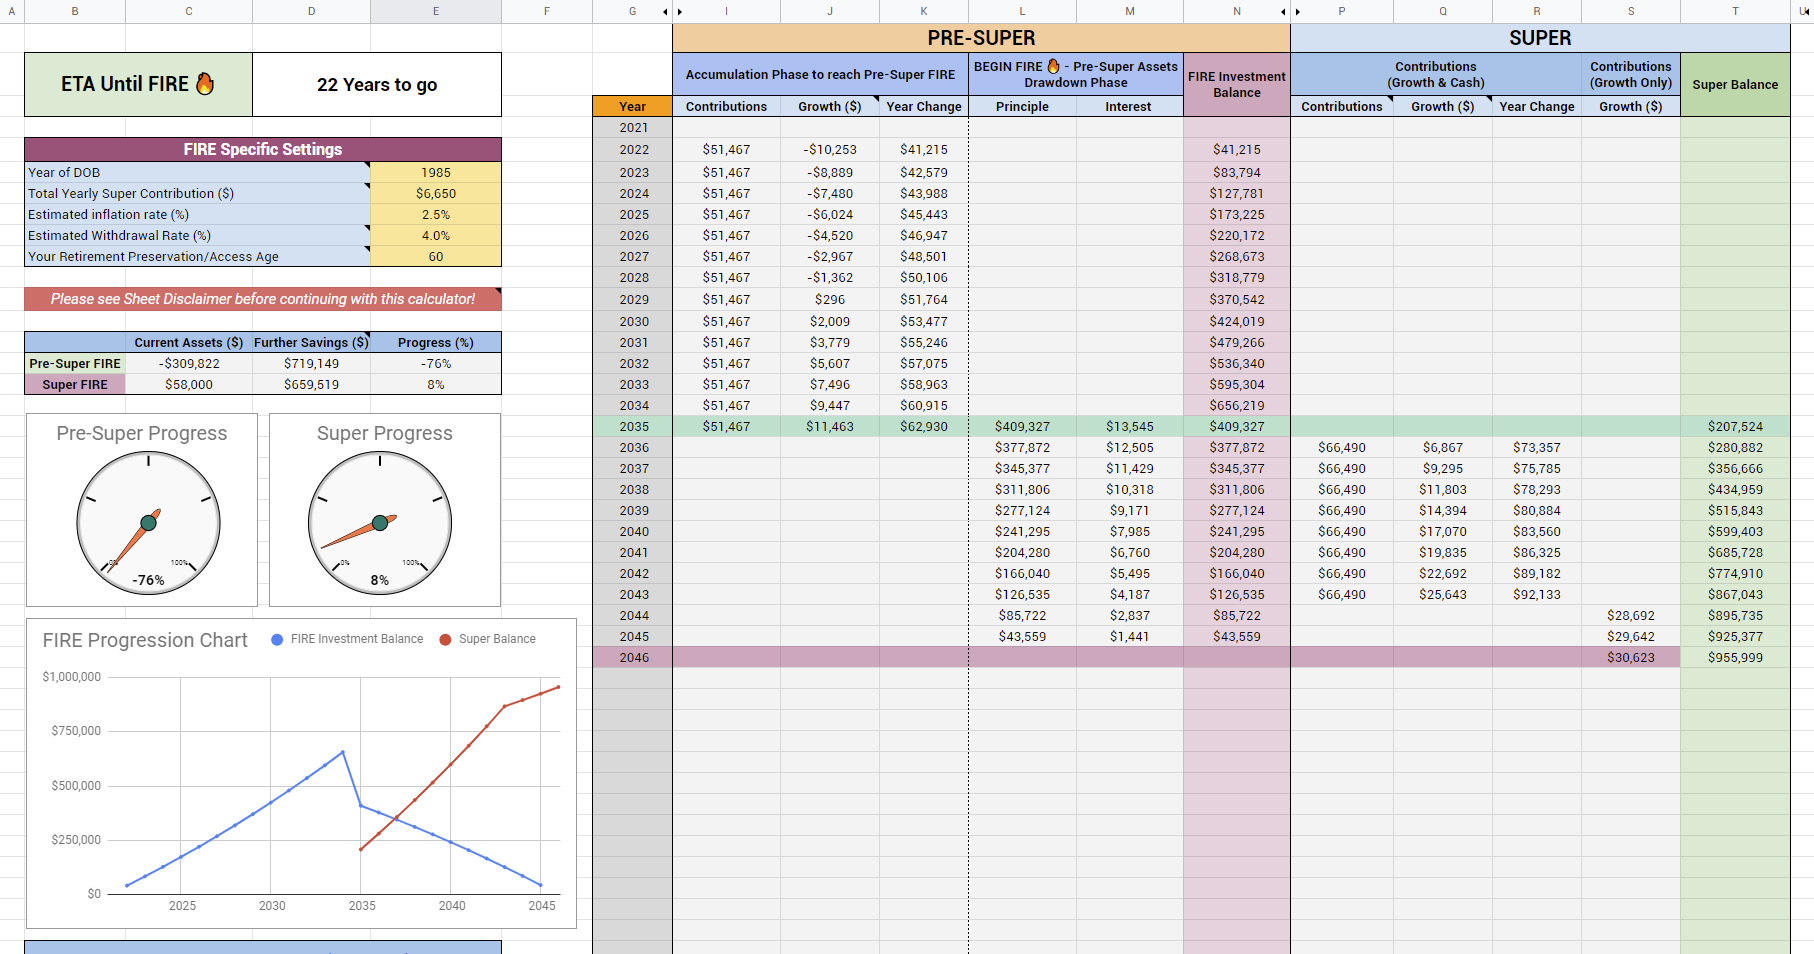 A B C D E F G I J K L M N P Q R S T U
PRE-SUPER SUPER
ETA Until FIRE 🔥 22 Years to go
Accumulation Phase to reach Pre-Super FIRE
BEGIN FIRE 🔥 - Pre-Super Assets
Drawdown Phase
FIRE Investment
Balance
Contributions
(Growth & Cash)
Contributions
(Growth Only)
Super Balance
Year Contributions Growth ($) Year Change Principle Interest Contributions Growth ($) Year Change Growth ($)
2021
2022 $51,467 -$10,253 $41,215 $41,215
2023 $51,467 -$8,889 $42,579 $83,794
2024 $51,467 -$7,480 $43,988 $127,781
2025 $51,467 -$6,024 $45,443 $173,225
2026 $51,467 -$4,520 $46,947 $220,172
2027 $51,467 -$2,967 $48,501 $268,673
2028 $51,467 -$1,362 $50,106 $318,779
2029 $51,467 $296 $51,764 $370,542
2030 $51,467 $2,009 $53,477 $424,019
2031 $51,467 $3,779 $55,246 $479,266
2032 $51,467 $5,607 $57,075 $536,340
2033 $51,467 $7,496 $58,963 $595,304
2034 $51,467 $9,447 $60,915 $656,219
2035 $51,467 $11,463 $62,930 $409,327 $13,545 $409,327 $207,524
2036 $377,872 $12,505 $377,872 $66,490 $6,867 $73,357 $280,882
2037 $345,377 $11,429 $345,377 $66,490 $9,295 $75,785 $356,666
2038 $311,806 $10,318 $311,806 $66,490 $11,803 $78,293 $434,959
2039 $277,124 $9,171 $277,124 $66,490 $14,394 $80,884 $515,843
2040 $241,295 $7,985 $241,295 $66,490 $17,070 $83,560 $599,403
2041 $204,280 $6,760 $204,280 $66,490 $19,835 $86,325 $685,728
2042 $166,040 $5,495 $166,040 $66,490 $22,692 $89,182 $774,910
2043 $126,535 $4,187 $126,535 $66,490 $25,643 $92,133 $867,043
2044 $85,722 $2,837 $85,722 $28,692 $895,735
2045 $43,559 $1,441 $43,559 $29,642 $925,377
2046 $30,623 $955,999
FIRE Specific Settings
Year of DOB 1985
Total Yearly Super Contribution ($) $6,650
Estimated inflation rate (%) 2.5%
Estimated Withdrawal Rate (%) 4.0%
Your Retirement Preservation/Access Age 60
Please see Sheet Disclaimer before continuing with this calculator!
Current Assets ($) Further Savings ($) Progress (%)
Pre-Super FIRE -$309,822 $719,149 -76%
Super FIRE $58,000 $659,519 8%
Pre-Super Progress
0% 100%
-76%
Super Progress
0% 100%
8%
FIRE Progression Chart FIRE Investment Balance Super Balance
$1,000,000
$750,000
$500,000
$250,000
$0
2025 2030 2035 2040 2045